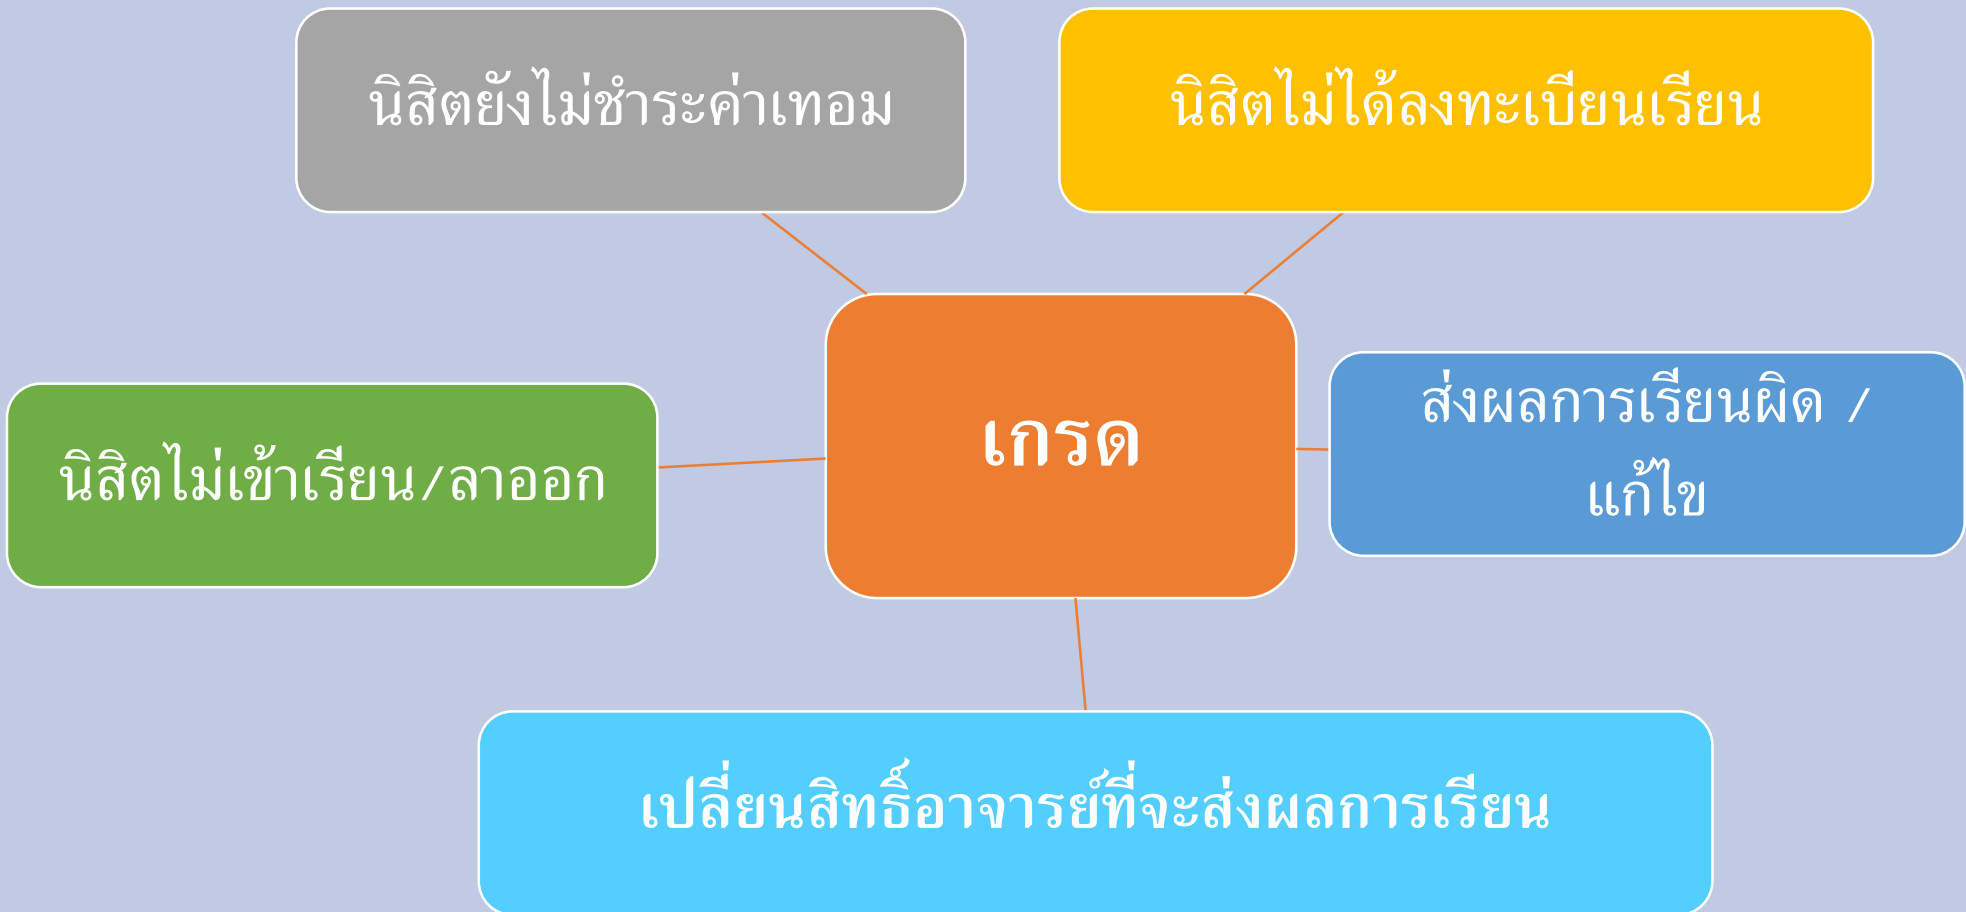 นิสิตยังไม่ชำระค่าเทอม
นิสิตไม่ได้ลงทะเบียนเรียน
เกรด
ส่งผลการเรียนผิด /
แก้ไข
นิสิตไม่เข้าเรียน/ลาออก
เปลี่ยนสิทธิ์อาจารย์ที่จะส่งผลการเรียน